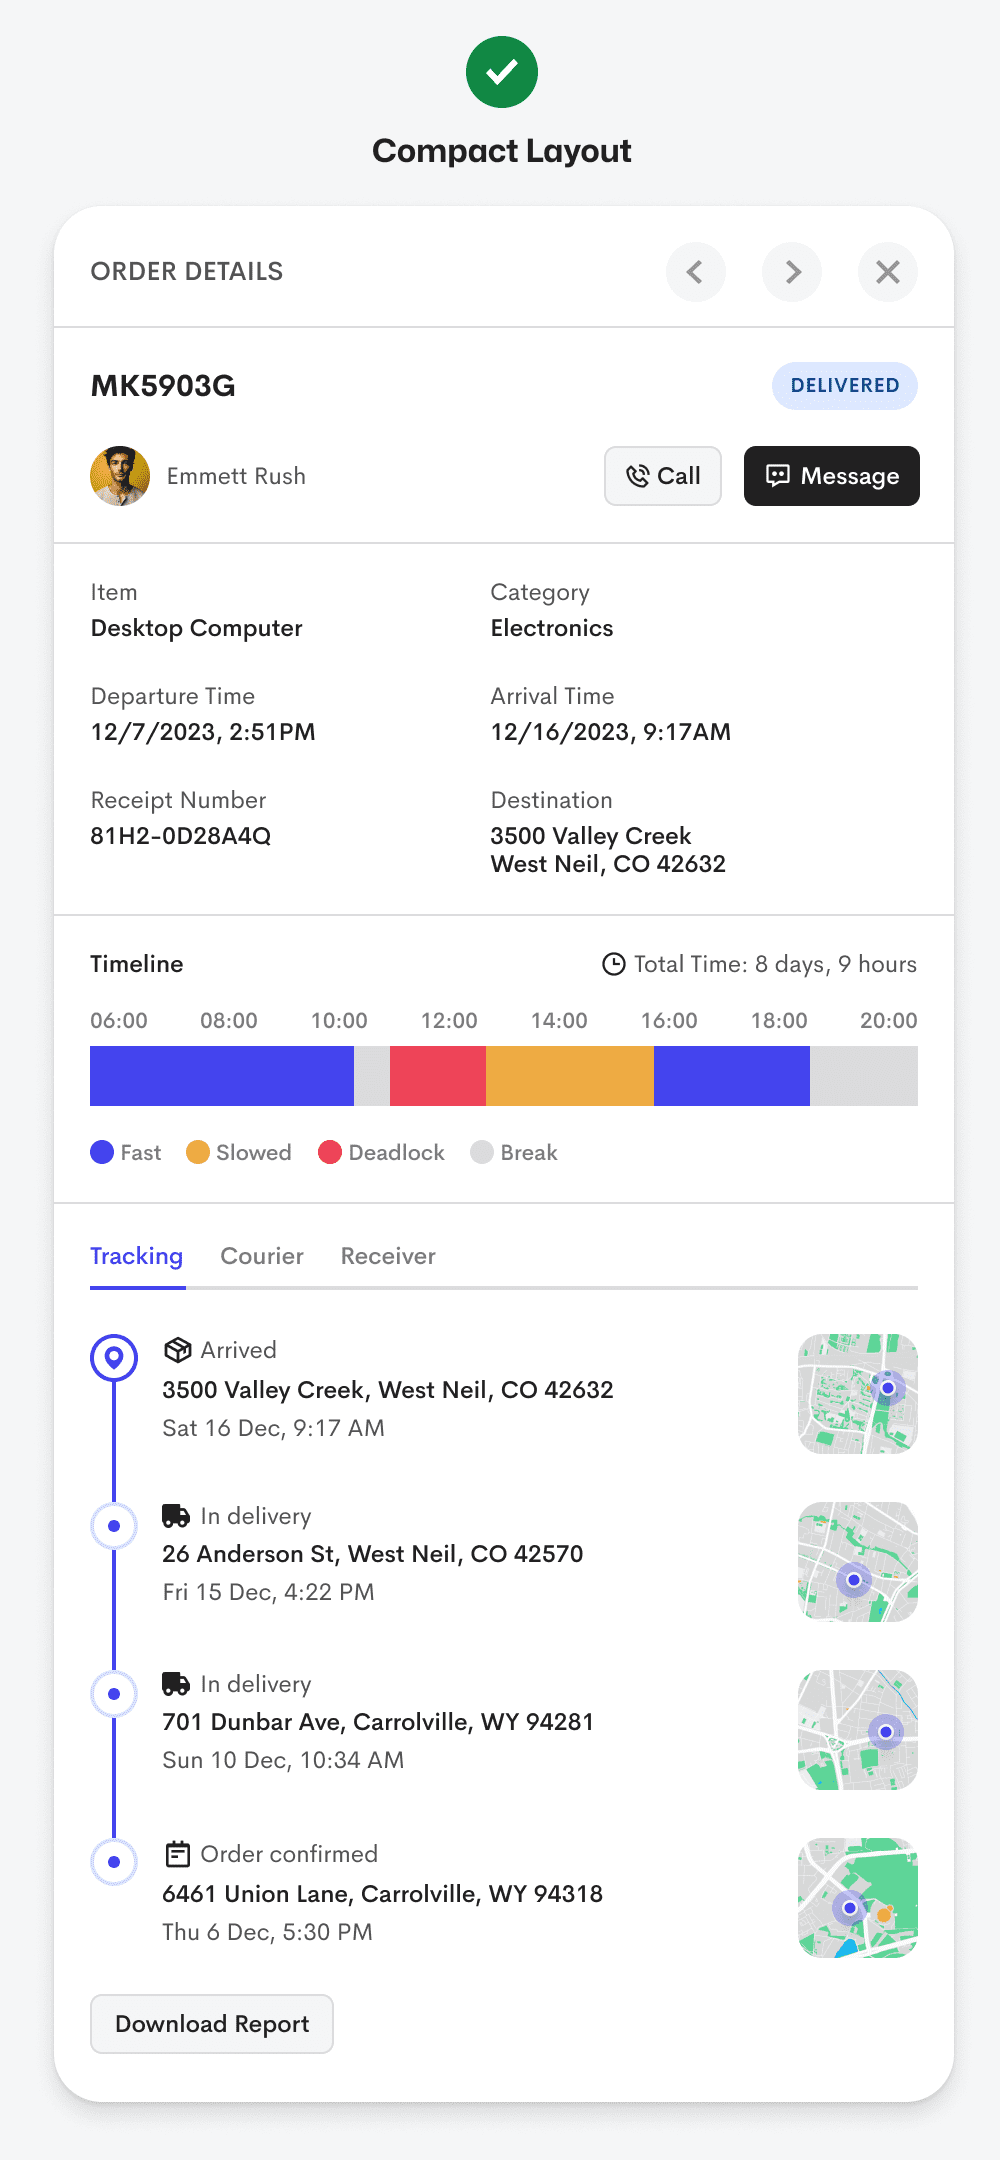 Compact Layout
ORDER DETAILS
MK5903G
DELIVERED
Emmett Rush
Call
Message
Item
Desktop Computer
Category
Electronics
Departure Time
12/7/2023, 2:51PM
Arrival Time
12/16/2023, 9:17AM
Receipt Number
81H2-0D28A4Q
Destination
3500 Valley Creek
West Neil, CO 42632
Timeline
Total Time: 8 days, 9 hours
06:00 08:00 10:00 12:00 14:00 16:00 18:00 20:00
Fast Slowed Deadlock Break
Tracking Courier Receiver
Arrived
3500 Valley Creek, West Neil, CO 42632
Sat 16 Dec, 9:17 AM
In delivery
26 Anderson St, West Neil, CO 42570
Fri 15 Dec, 4:22 PM
In delivery
701 Dunbar Ave, Carrolville, WY 94281
Sun 10 Dec, 10:34 AM
Order confirmed
6461 Union Lane, Carrolville, WY 94318
Thu 6 Dec, 5:30 PM
Download Report